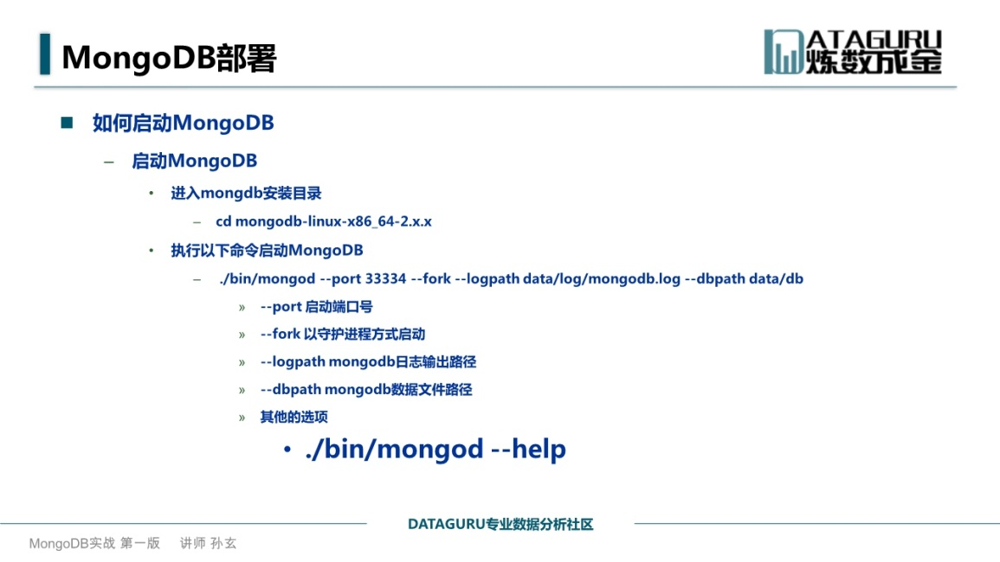 MongoDB部署
DATAGURU
炼数成金
■ 如何启动MongoDB
– 启动MongoDB
• 进入mongdb安装目录
– cd mongodb-linux-x86_64-2.x.x
• 执行以下命令启动MongoDB
– ./bin/mongod --port 33334 --fork --logpath data/log/mongodb.log --dbpath data/db
» --port 启动端口号
» --fork 以守护进程方式启动
» --logpath mongodb日志输出路径
» --dbpath mongodb数据文件路径
» 其他的选项
• ./bin/mongod --help
DATAGURU专业数据分析社区
MongoDB实战 第一版 讲师 孙玄